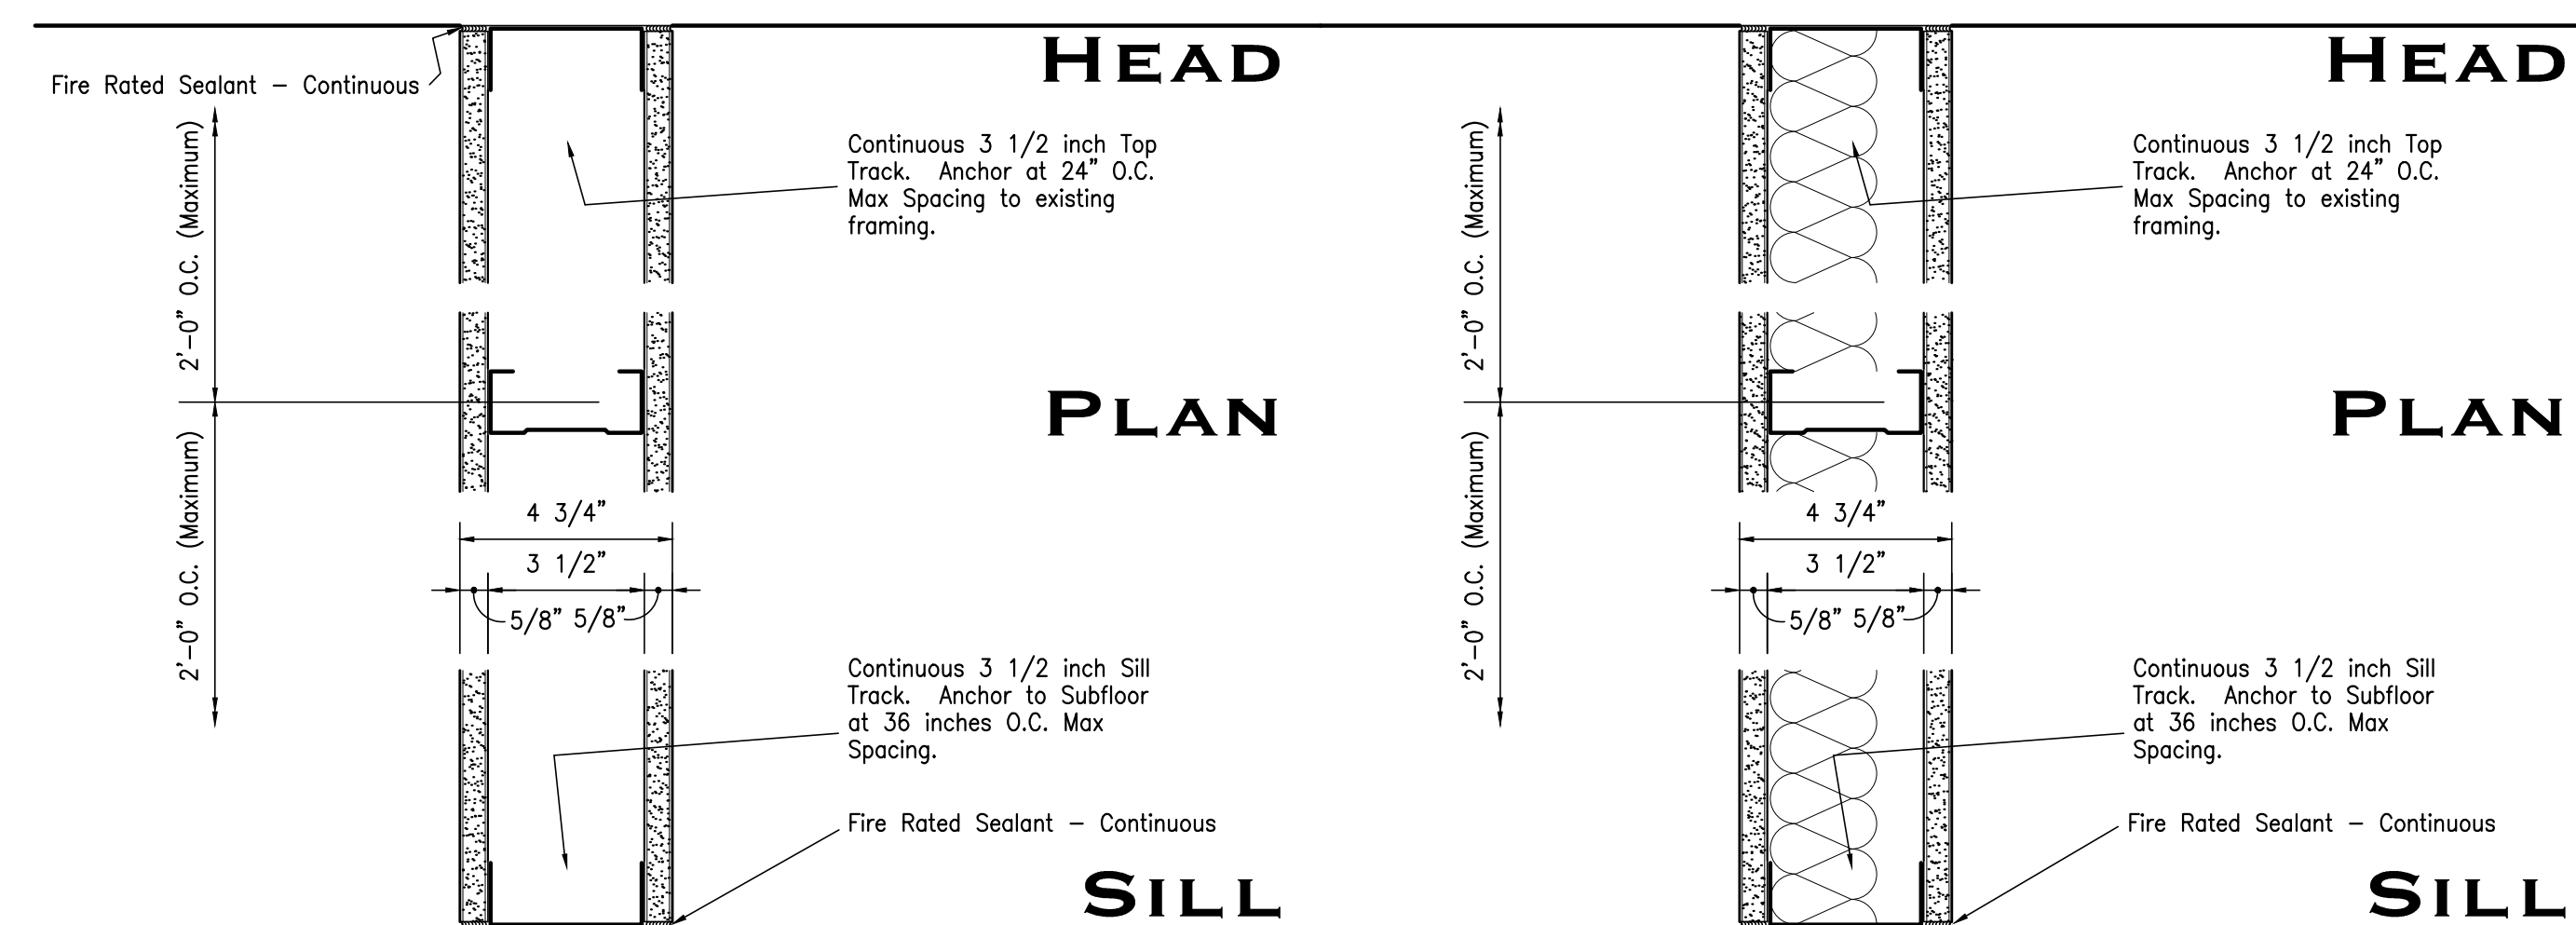 HEAD
Fire Rated Sealant – Continuous
2'–0" O.C. (Maximum)
Continuous 3 1/2 inch Top
Track. Anchor at 24" O.C.
Max Spacing to existing
framing.
PLAN
2'–0" O.C. (Maximum)
4 3/4"
3 1/2"
5/8" 5/8"
Continuous 3 1/2 inch Sill
Track. Anchor to Subfloor
at 36 inches O.C. Max
Spacing.
Fire Rated Sealant – Continuous
SILL
HEAD
2'–0" O.C. (Maximum)
Continuous 3 1/2 inch Top
Track. Anchor at 24" O.C.
Max Spacing to existing
framing.
PLAN
2'–0" O.C. (Maximum)
4 3/4"
3 1/2"
5/8" 5/8"
Continuous 3 1/2 inch Sill
Track. Anchor to Subfloor
at 36 inches O.C. Max
Spacing.
Fire Rated Sealant – Continuous
SILL